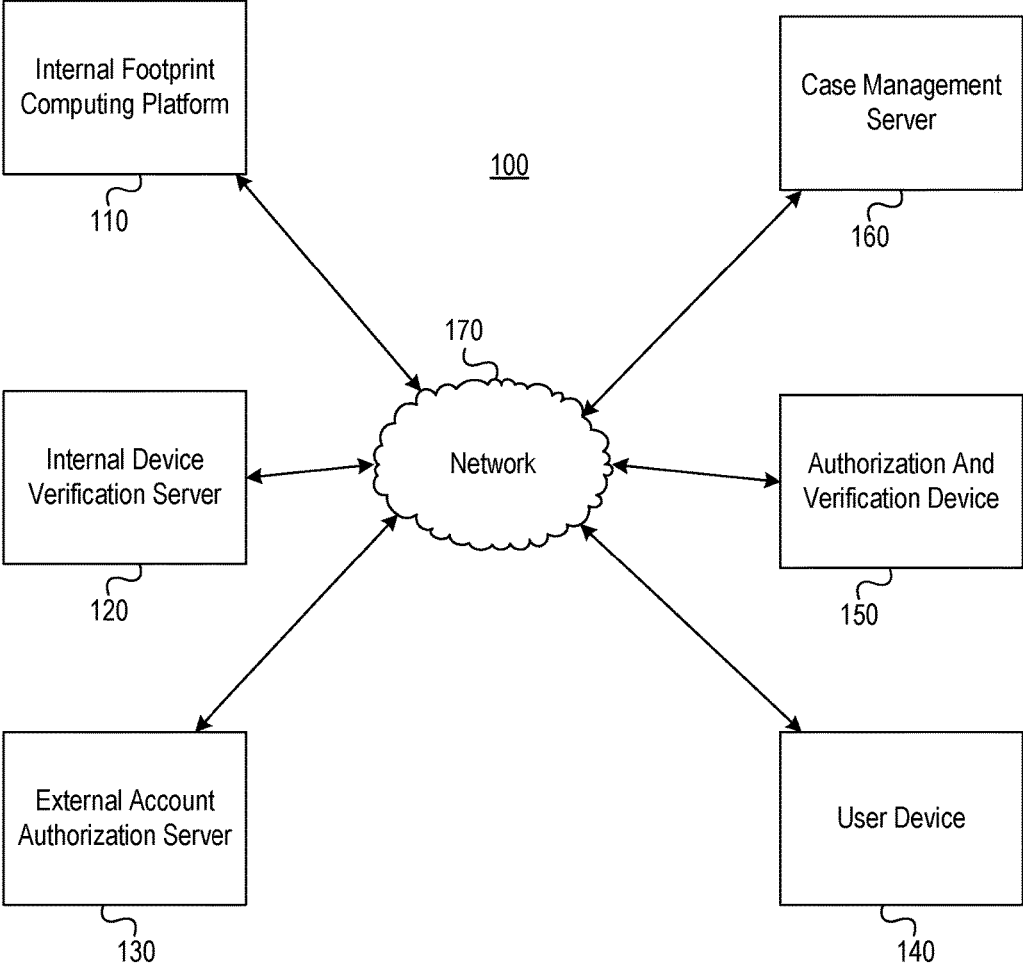 Internal Footprint
Computing Platform
110
100
Case Management
Server
160
170
Network
Internal Device
Verification Server
120
Authorization And
Verification Device
150
External Account
Authorization Server
130
User Device
140